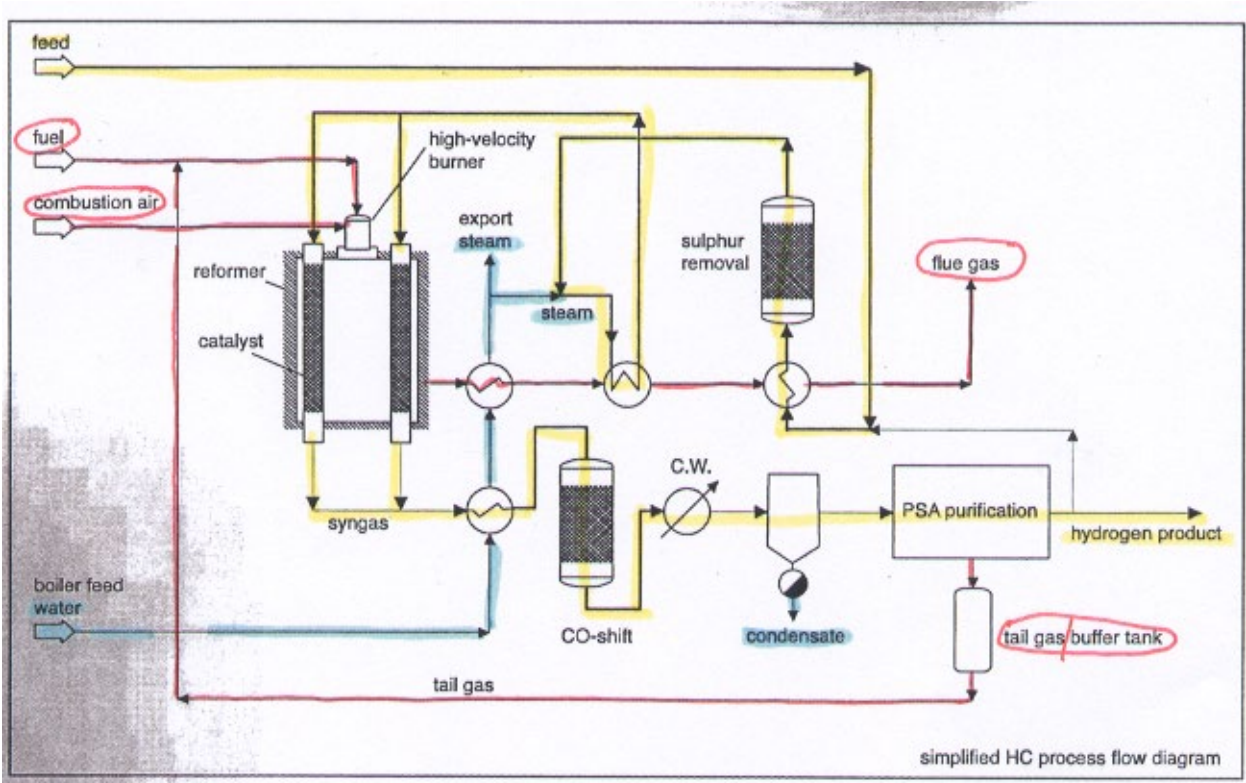 feed
fuel
combustion air
high-velocity
burner
export
steam
steam
sulphur
removal
flue gas
reformer
catalyst
syngas
C.W.
PSA purification
hydrogen product
boiler feed
water
CO-shift
condensate
tail gas buffer tank
tail gas
simplified HC process flow diagram